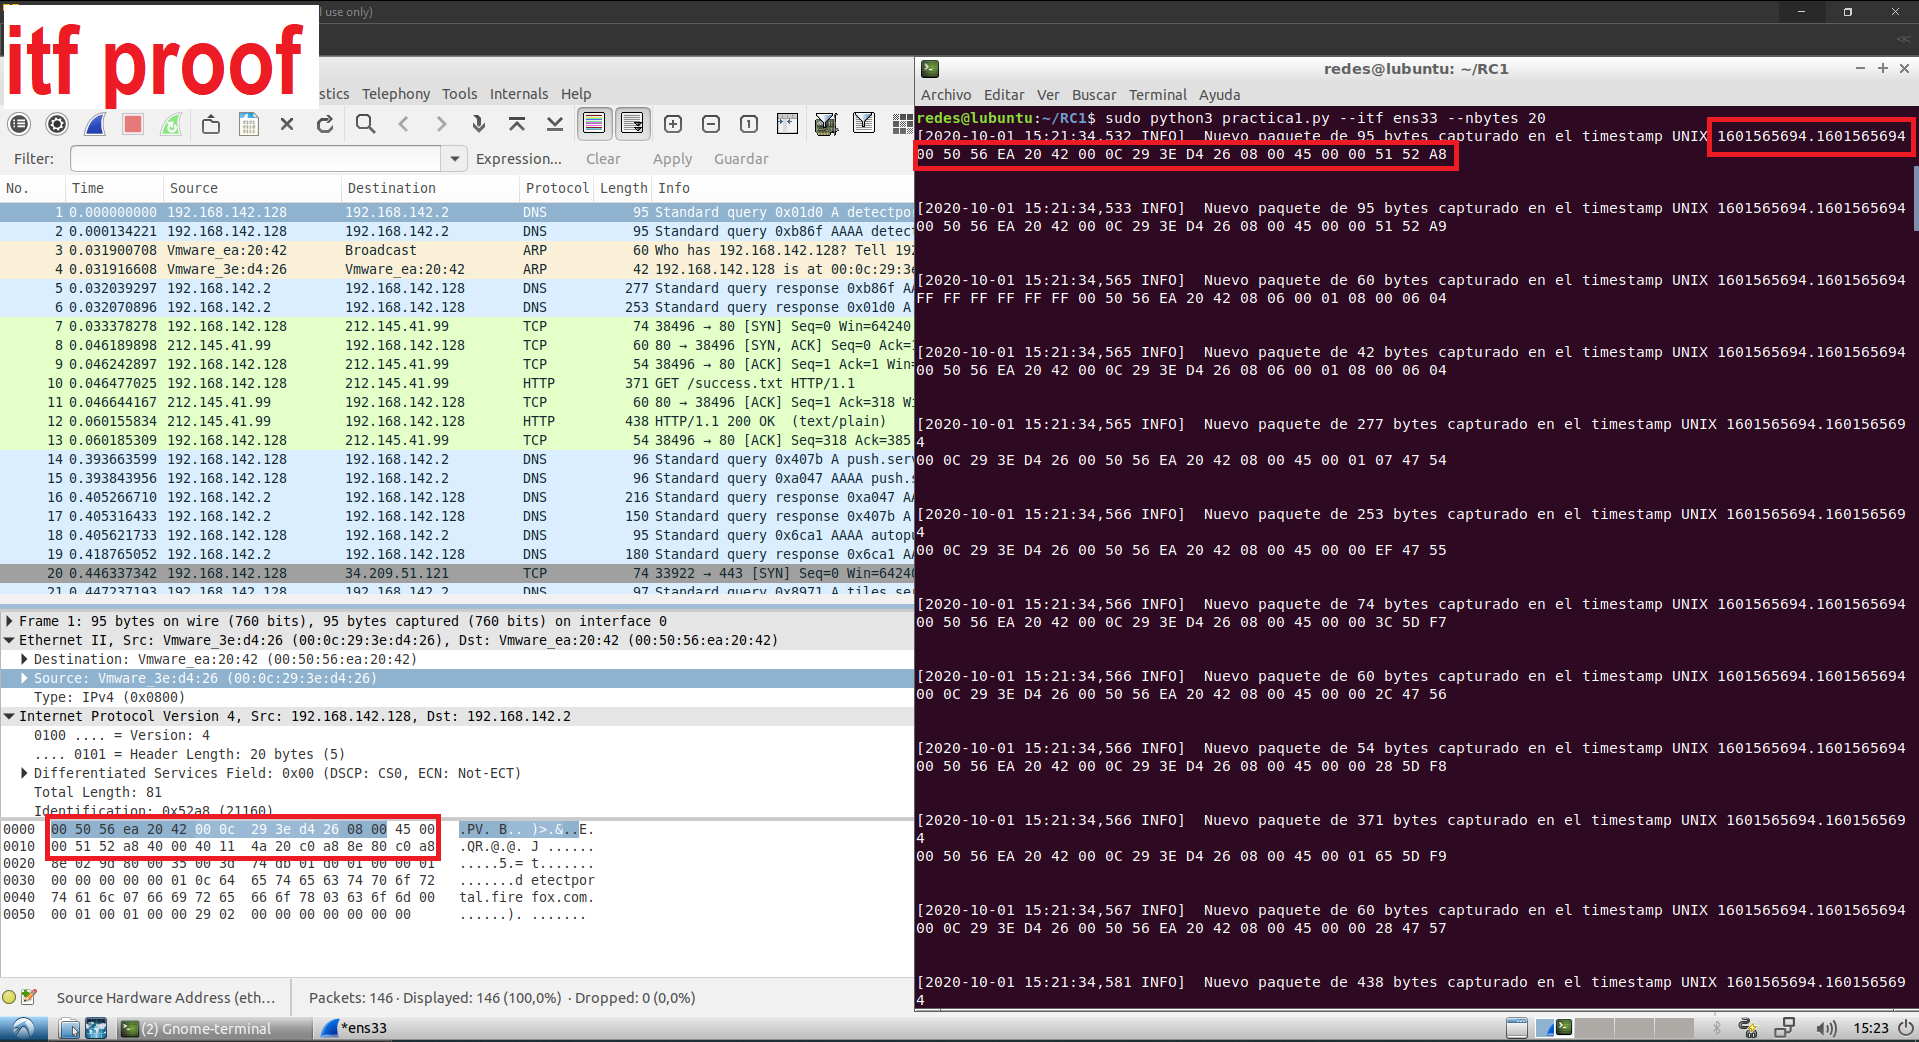 l use only)
itf proof
stics Telephony Tools Internals Help
Filter: Expression... Clear Apply Guardar
No. Time Source Destination Protocol Length Info
1 0.000000000 192.168.142.128 192.168.142.2 DNS 95 Standard query 0x01d0 A detectpo
2 0.000134221 192.168.142.128 192.168.142.2 DNS 95 Standard query 0xb86f AAAA detec
3 0.031900708 Vmware_ea:20:42 Broadcast ARP 60 Who has 192.168.142.128? Tell 192
4 0.031916608 Vmware_3e:d4:26 Vmware_ea:20:42 ARP 42 192.168.142.128 is at 00:0c:29:3e
5 0.032039297 192.168.142.2 192.168.142.128 DNS 277 Standard query response 0xb86f AA
6 0.032070896 192.168.142.2 192.168.142.128 DNS 253 Standard query response 0x01d0 A
7 0.033378278 192.168.142.128 212.145.41.99 TCP 74 38496 → 80 [SYN] Seq=0 Win=64240
8 0.046189898 212.145.41.99 192.168.142.128 TCP 60 80 → 38496 [SYN, ACK] Seq=0 Ack=1
9 0.046242897 192.168.142.128 212.145.41.99 TCP 54 38496 → 80 [ACK] Seq=1 Ack=1 Win=
10 0.046477025 192.168.142.128 212.145.41.99 HTTP 371 GET /success.txt HTTP/1.1
11 0.046644167 212.145.41.99 192.168.142.128 TCP 60 80 → 38496 [ACK] Seq=1 Ack=318 W
12 0.060155834 212.145.41.99 192.168.142.128 HTTP 438 HTTP/1.1 200 OK (text/plain)
13 0.060185309 192.168.142.128 212.145.41.99 TCP 54 38496 → 80 [ACK] Seq=318 Ack=385
14 0.393663599 192.168.142.128 192.168.142.2 DNS 96 Standard query 0x407b A push.serv
15 0.393843956 192.168.142.128 192.168.142.2 DNS 96 Standard query 0xa047 AAAA push.s
16 0.405266710 192.168.142.2 192.168.142.128 DNS 216 Standard query response 0xa047 AA
17 0.405316433 192.168.142.2 192.168.142.128 DNS 150 Standard query response 0x407b A
18 0.405621733 192.168.142.128 192.168.142.2 DNS 95 Standard query 0x6ca1 AAAA autopu
19 0.418765052 192.168.142.2 192.168.142.128 DNS 180 Standard query response 0x6ca1 AA
20 0.446337342 192.168.142.128 34.209.51.121 TCP 74 33922 → 443 [SYN] Seq=0 Win=64240
21 0.447237193 192.168.142.128 192.168.142.2 DNS 97 Standard query 0x8971 A tiles.se
Frame 1: 95 bytes on wire (760 bits), 95 bytes captured (760 bits) on interface 0
Ethernet II, Src: Vmware_3e:d4:26 (00:0c:29:3e:d4:26), Dst: Vmware_ea:20:42 (00:50:56:ea:20:42)
Destination: Vmware_ea:20:42 (00:50:56:ea:20:42)
Source: Vmware_3e:d4:26 (00:0c:29:3e:d4:26)
Type: IPv4 (0x0800)
Internet Protocol Version 4, Src: 192.168.142.128, Dst: 192.168.142.2
0100 .... = Version: 4
.... 0101 = Header Length: 20 bytes (5)
Differentiated Services Field: 0x00 (DSCP: CS0, ECN: Not-ECT)
Total Length: 81
Identification: 0x52a8 (21160)
0000 00 50 56 ea 20 42 00 0c 29 3e d4 26 08 00 45 00 .PV. B.. )>.&..E.
0010 00 51 52 a8 40 00 40 11 4a 20 c0 a8 8e 80 c0 a8 .QR.@.@. J ......
0020 8e 02 9d 80 00 35 00 3d 74 db 01 d0 01 00 00 01 .....5.= t.......
0030 00 00 00 00 00 01 0c 64 65 74 65 63 74 70 6f 72 .......d etectpor
0040 74 61 6c 07 66 69 72 65 66 6f 78 03 63 6f 6d 00 tal.fire fox.com.
0050 00 01 00 01 00 00 29 02 00 00 00 00 00 00 00 ......). .......
Source Hardware Address (eth... Packets: 146 · Displayed: 146 (100,0%) · Dropped: 0 (0,0%)
redes@lubuntu: ~/RC1
Archivo Editar Ver Buscar Terminal Ayuda
redes@lubuntu:~/RC1$ sudo python3 practica1.py --itf ens33 --nbytes 20
[2020-10-01 15:21:34,532 INFO] Nuevo paquete de 95 bytes capturado en el timestamp UNIX 1601565694.1601565694
00 50 56 EA 20 42 00 0C 29 3E D4 26 08 00 45 00 00 51 52 A8
[2020-10-01 15:21:34,533 INFO] Nuevo paquete de 95 bytes capturado en el timestamp UNIX 1601565694.1601565694
00 50 56 EA 20 42 00 0C 29 3E D4 26 08 00 45 00 00 51 52 A9
[2020-10-01 15:21:34,565 INFO] Nuevo paquete de 60 bytes capturado en el timestamp UNIX 1601565694.1601565694
FF FF FF FF FF FF 00 50 56 EA 20 42 08 06 00 01 08 00 06 04
[2020-10-01 15:21:34,565 INFO] Nuevo paquete de 42 bytes capturado en el timestamp UNIX 1601565694.1601565694
00 50 56 EA 20 42 00 0C 29 3E D4 26 08 06 00 01 08 00 06 04
[2020-10-01 15:21:34,565 INFO] Nuevo paquete de 277 bytes capturado en el timestamp UNIX 1601565694.160156569
4
00 0C 29 3E D4 26 00 50 56 EA 20 42 08 00 45 00 01 07 47 54
[2020-10-01 15:21:34,566 INFO] Nuevo paquete de 253 bytes capturado en el timestamp UNIX 1601565694.160156569
4
00 0C 29 3E D4 26 00 50 56 EA 20 42 08 00 45 00 00 EF 47 55
[2020-10-01 15:21:34,566 INFO] Nuevo paquete de 74 bytes capturado en el timestamp UNIX 1601565694.1601565694
00 50 56 EA 20 42 00 0C 29 3E D4 26 08 00 45 00 00 3C 5D F7
[2020-10-01 15:21:34,566 INFO] Nuevo paquete de 60 bytes capturado en el timestamp UNIX 1601565694.1601565694
00 0C 29 3E D4 26 00 50 56 EA 20 42 08 00 45 00 00 2C 47 56
[2020-10-01 15:21:34,566 INFO] Nuevo paquete de 54 bytes capturado en el timestamp UNIX 1601565694.1601565694
00 50 56 EA 20 42 00 0C 29 3E D4 26 08 00 45 00 00 28 5D F8
[2020-10-01 15:21:34,566 INFO] Nuevo paquete de 371 bytes capturado en el timestamp UNIX 1601565694.160156569
4
00 50 56 EA 20 42 00 0C 29 3E D4 26 08 00 45 00 01 65 5D F9
[2020-10-01 15:21:34,567 INFO] Nuevo paquete de 60 bytes capturado en el timestamp UNIX 1601565694.1601565694
00 0C 29 3E D4 26 00 50 56 EA 20 42 08 00 45 00 00 28 47 57
[2020-10-01 15:21:34,581 INFO] Nuevo paquete de 438 bytes capturado en el timestamp UNIX 1601565694.160156569
4
(2) Gnome-terminal *ens33 15:23